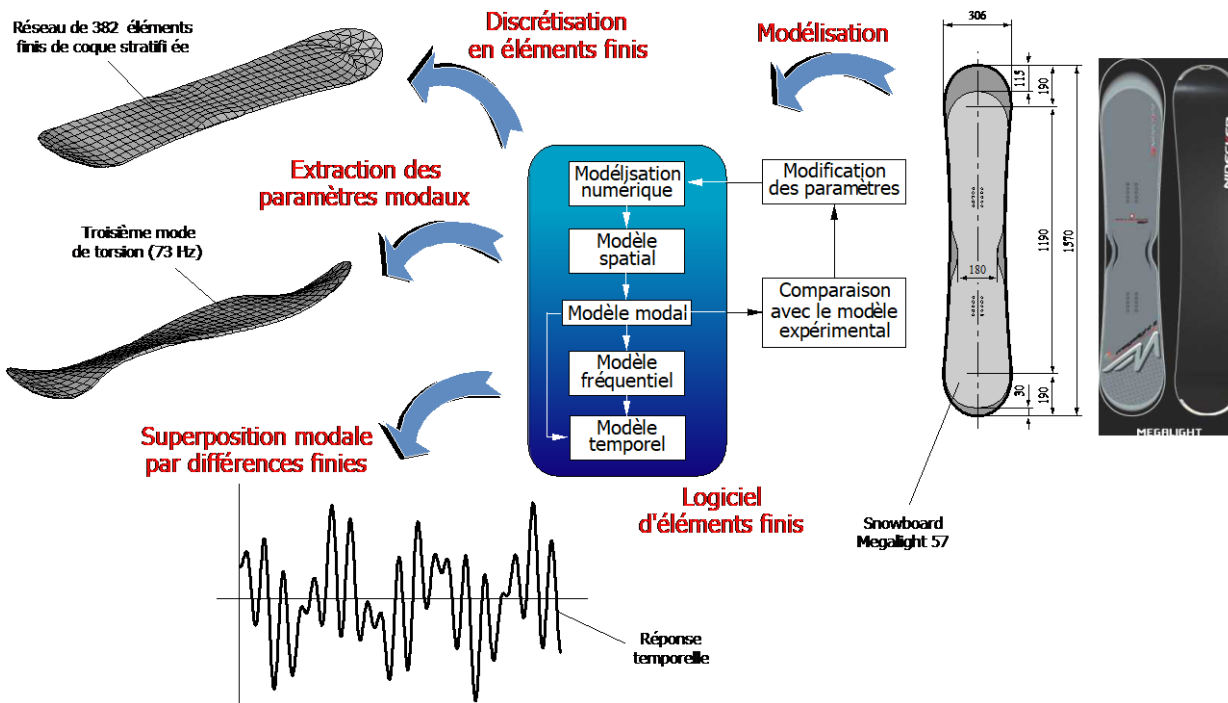 Réseau de 382 éléments
finis de coque stratifi ée
Discrétisation
en éléments finis
Modélisation
Extraction des
paramètres modaux
Troisième mode
de torsion (73 Hz)
Superposition modale
par différences finies
Réponse
temporelle
Modélisation
numérique
Modèle
spatial
Modèle modal
Modèle
fréquentiel
Modèle
temporel
Modification
des paramètres
Comparaison
avec le modèle
expérimental
Logiciel
d'éléments finis
306
115
190
1190
1570
180
30
190
Snowboard
Megalight 57
NIDECKER
MEGALIGHT